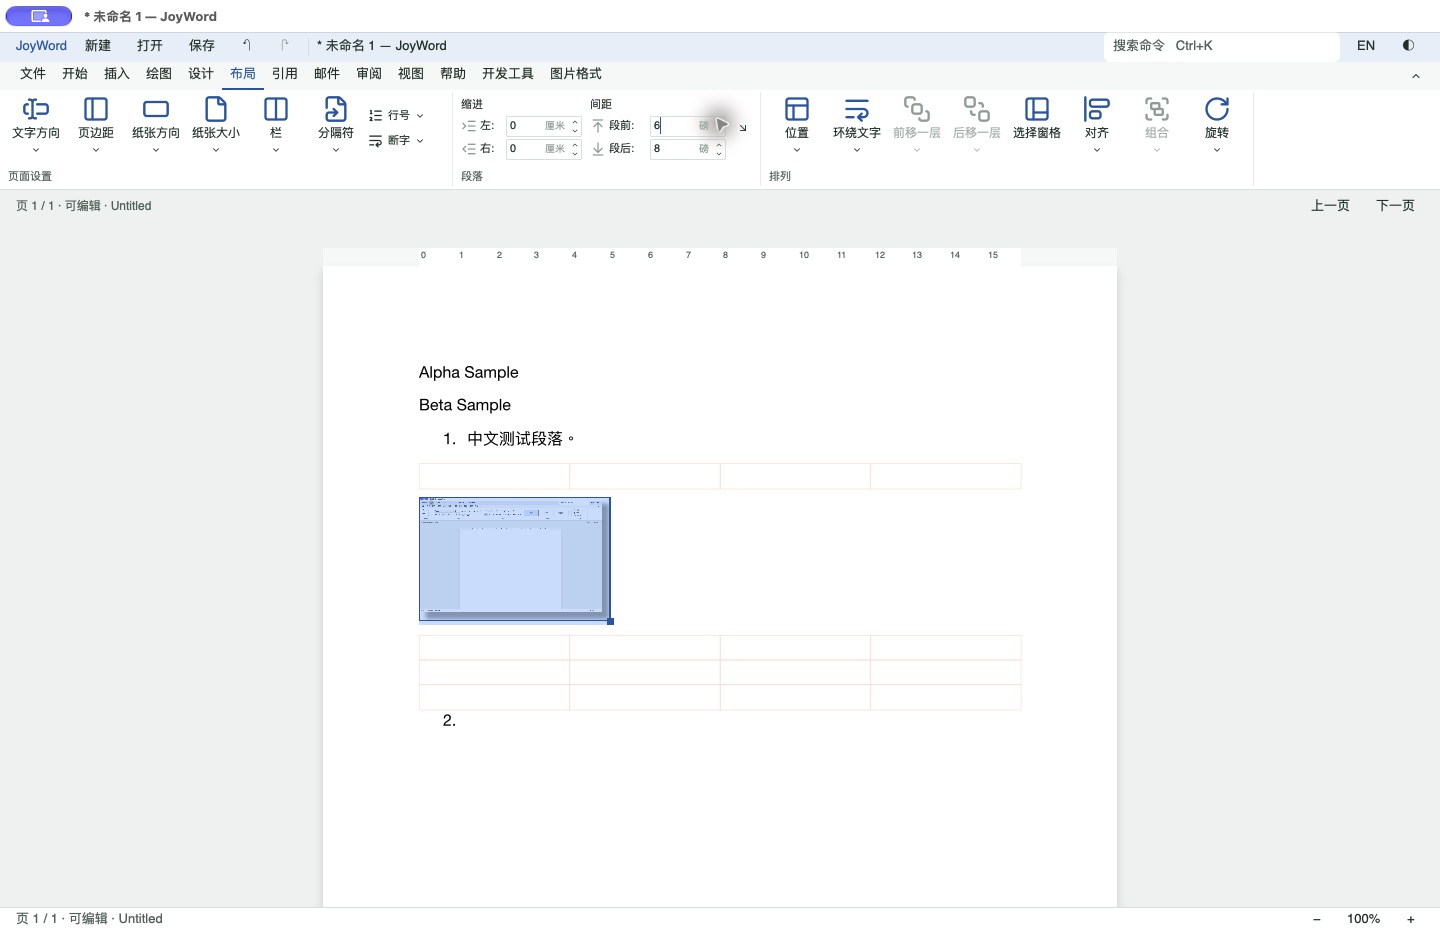 * 未命名 1 — JoyWord
JoyWord 新建 打开 保存 * 未命名 1 — JoyWord 搜索命令 Ctrl+K EN
文件 开始 插入 绘图 设计 布局 引用 邮件 审阅 视图 帮助 开发工具 图片格式
文字方向 页边距 纸张方向 纸张大小 栏 分隔符
行号
断字
页面设置
缩进 间距
左: 0 厘米 段前: 6 磅
右: 0 厘米 段后: 8 磅
段落
位置 环绕文字 前移一层 后移一层 选择窗格 对齐 组合 旋转
排列
页 1 / 1 · 可编辑 · Untitled 上一页 下一页
0 1 2 3 4 5 6 7 8 9 10 11 12 13 14 15
Alpha Sample
Beta Sample
1. 中文测试段落。
2.
页 1 / 1 · 可编辑 · Untitled − 100% +